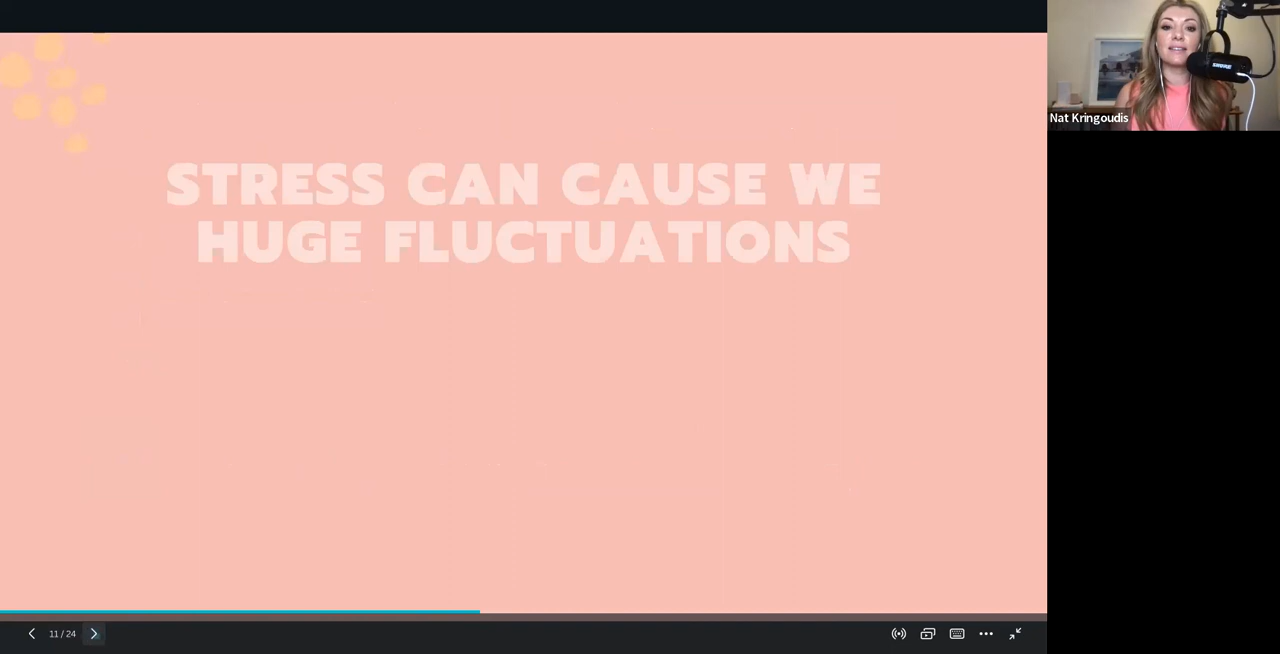 STRESS CAN CAUSE WE
HUGE FLUCTUATIONS
SHURE
Nat Kringoudis
11 / 24